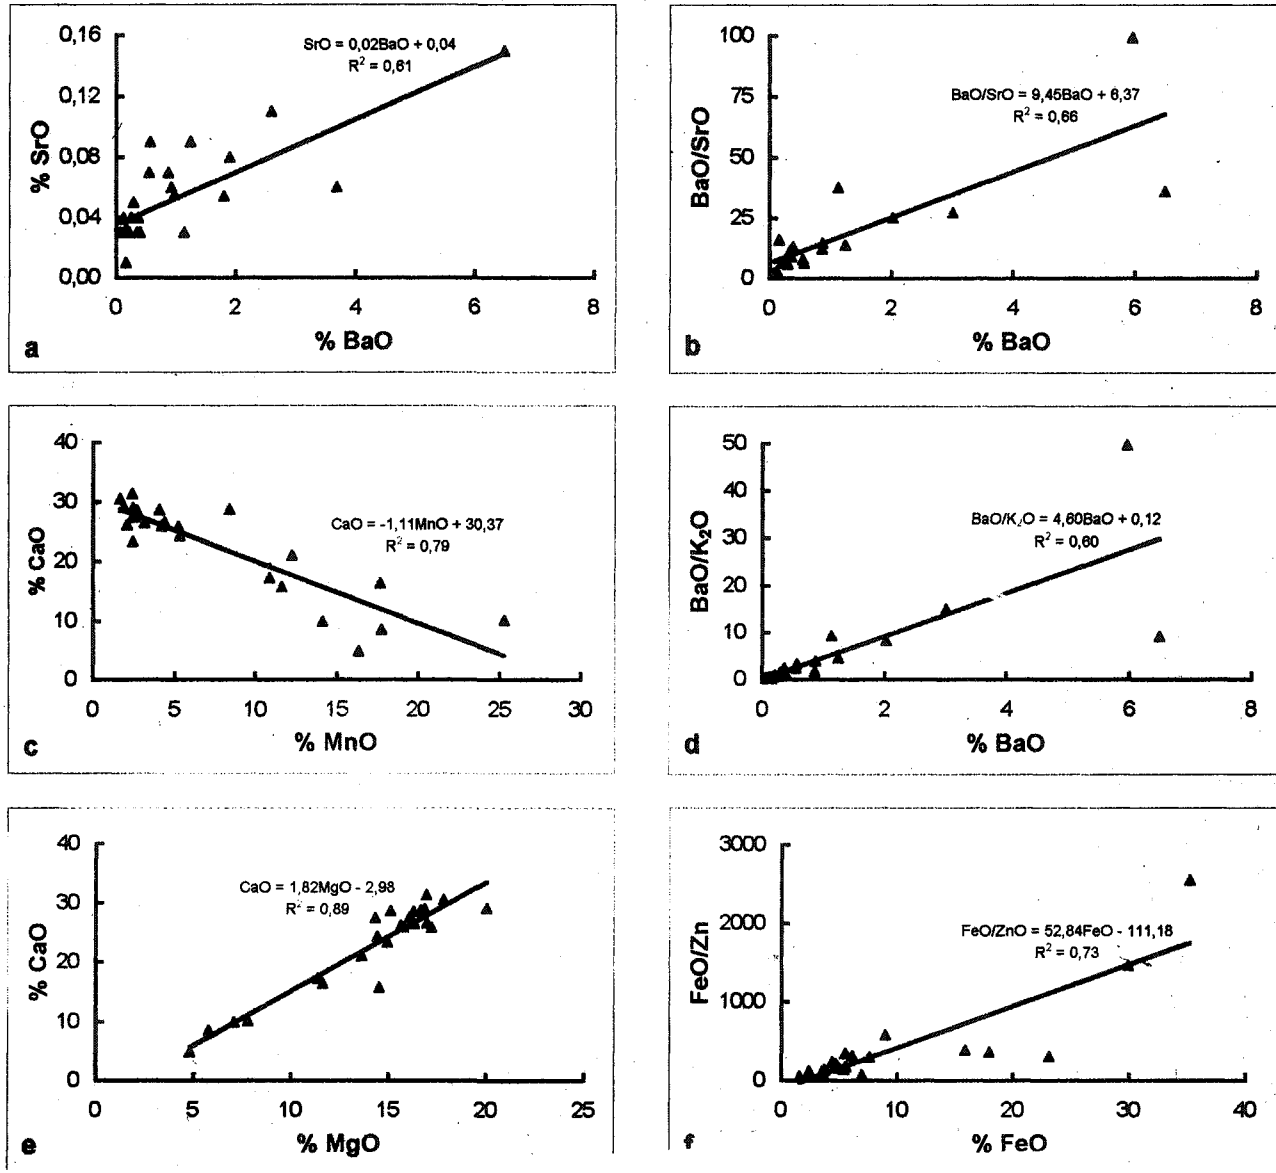 0,16
SrO = 0,02BaO + 0,04
R² = 0,61
0,12
0,08
0,04
0,00
% SrO
0 2 4 6 8
% BaO
a
100
75
50
25
0
BaO/SrO
BaO/SrO = 9,45BaO + 6,37
R² = 0,66
0 2 4 6 8
% BaO
b
40
30
20
10
0
% CaO
CaO = -1,11MnO + 30,37
R² = 0,79
0 5 10 15 20 25 30
% MnO
c
50
40
30
20
10
0
BaO/K₂O
BaO/K₂O = 4,60BaO + 0,12
R² = 0,60
0 2 4 6 8
% BaO
d
40
30
20
10
0
% CaO
CaO = 1,82MgO - 2,98
R² = 0,89
0 5 10 15 20 25
% MgO
e
3000
2000
1000
0
FeO/Zn
FeO/ZnO = 52,84FeO - 111,18
R² = 0,73
0 10 20 30 40
% FeO
f